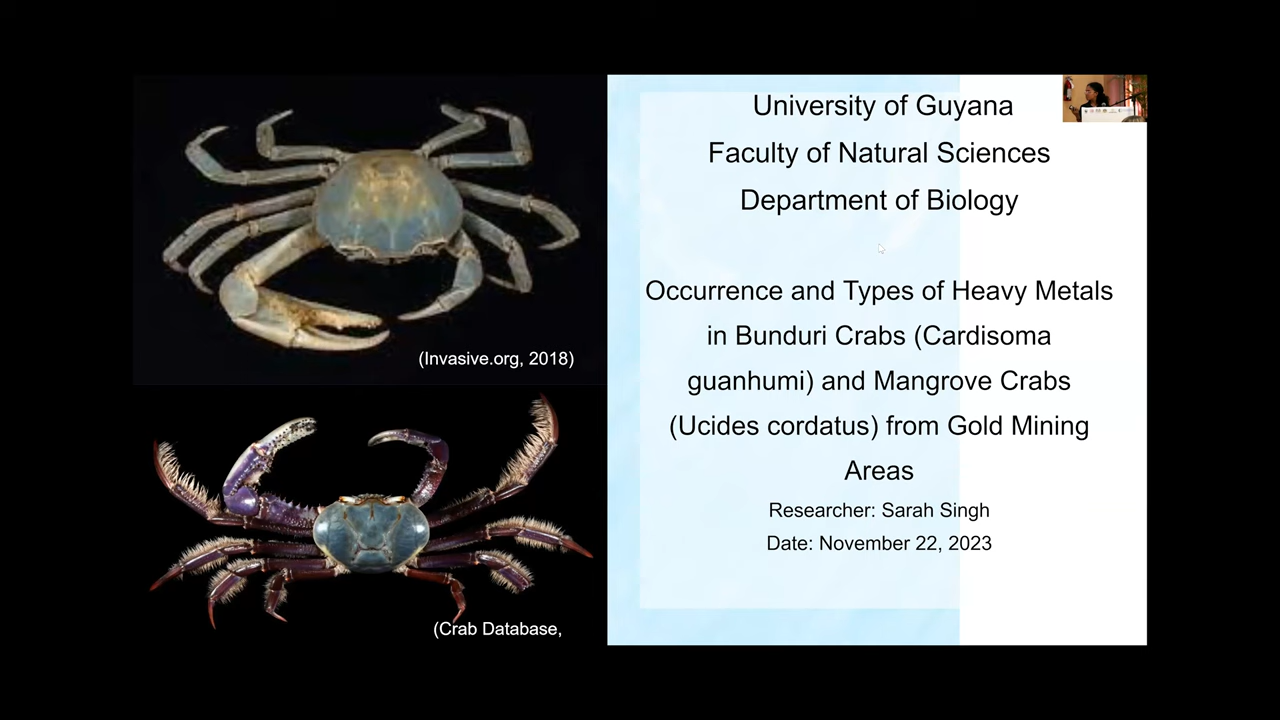 University of Guyana
Faculty of Natural Sciences
Department of Biology
Occurrence and Types of Heavy Metals
in Bunduri Crabs (Cardisoma
guanhumi) and Mangrove Crabs
(Ucides cordatus) from Gold Mining
Areas
Researcher: Sarah Singh
Date: November 22, 2023
(Invasive.org, 2018)
(Crab Database,